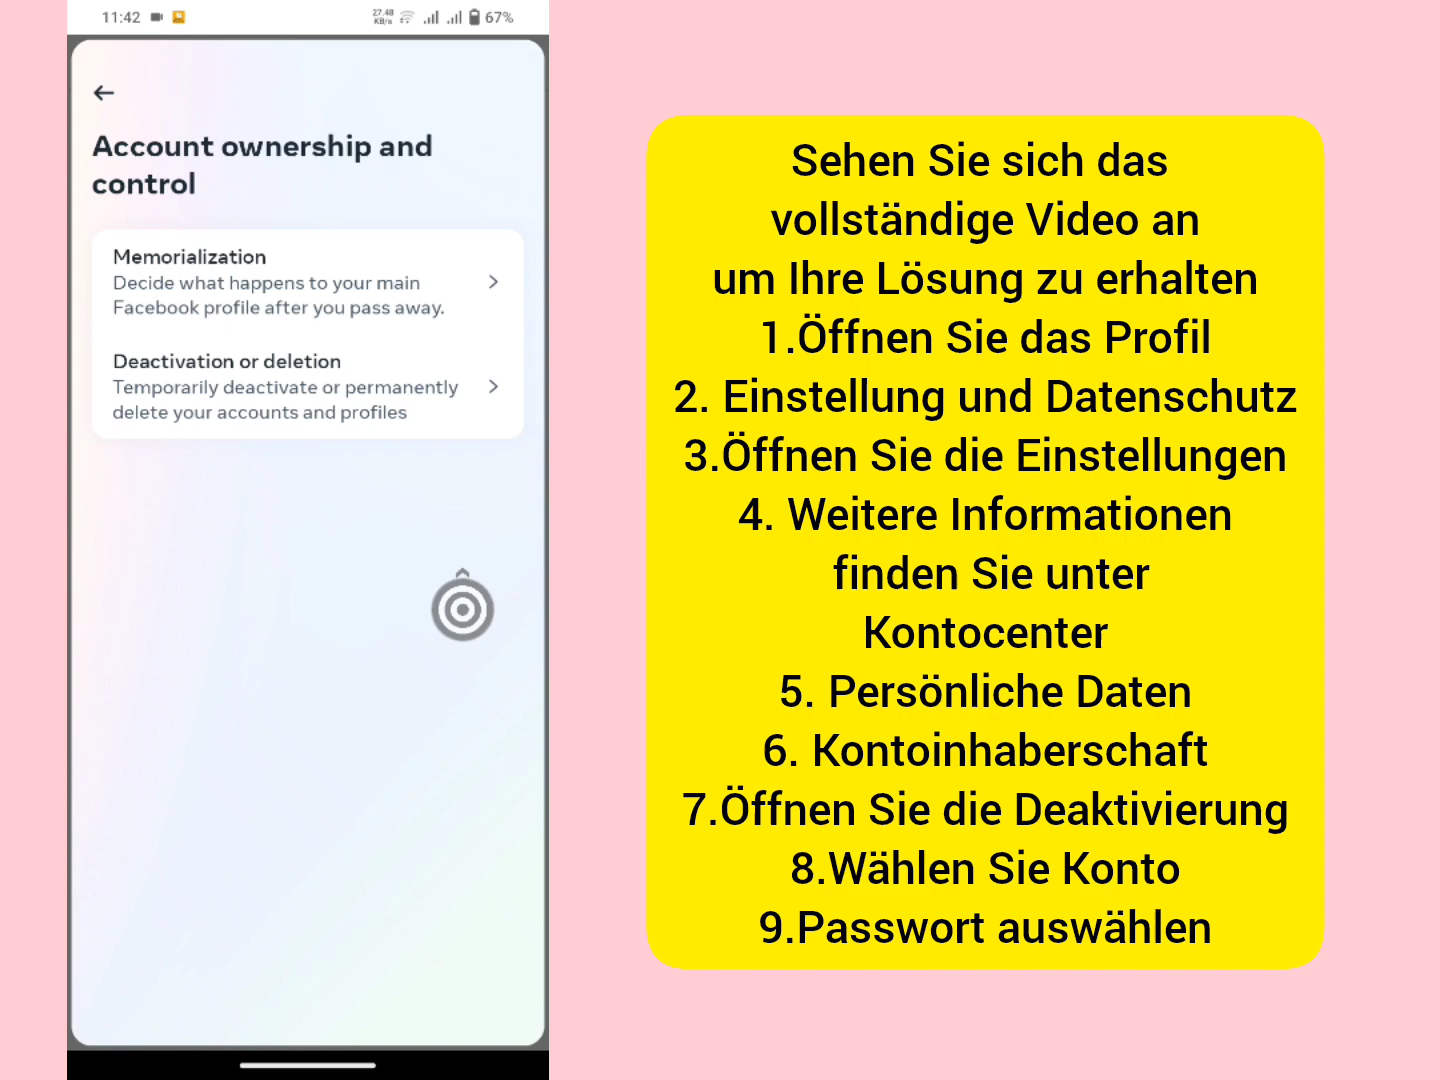 11:42
27.48
KB/s
67%
Account ownership and
control
Memorialization
Decide what happens to your main
Facebook profile after you pass away.
Deactivation or deletion
Temporarily deactivate or permanently
delete your accounts and profiles
Sehen Sie sich das
vollständige Video an
um Ihre Lösung zu erhalten
1.Öffnen Sie das Profil
2. Einstellung und Datenschutz
3.Öffnen Sie die Einstellungen
4. Weitere Informationen
finden Sie unter
Kontocenter
5. Persönliche Daten
6. Kontoinhaberschaft
7.Öffnen Sie die Deaktivierung
8.Wählen Sie Konto
9.Passwort auswählen